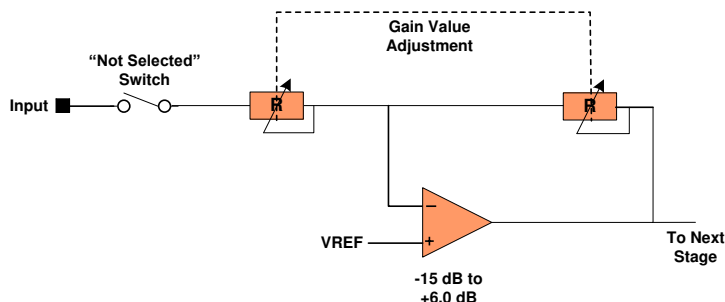 Gain Value
Adjustment
“Not Selected”
Switch
Input
R
R
−
VREF
+
To Next
Stage
-15 dB to
+6.0 dB